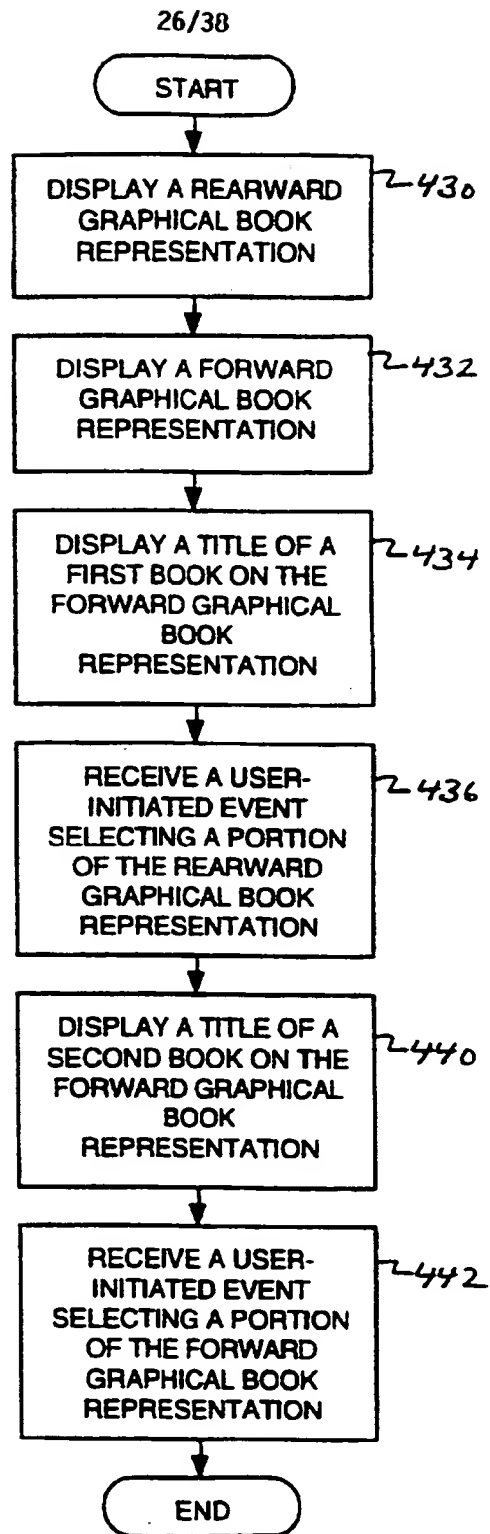 26/38
START
DISPLAY A REARWARD
GRAPHICAL BOOK
REPRESENTATION
430
DISPLAY A FORWARD
GRAPHICAL BOOK
REPRESENTATION
432
DISPLAY A TITLE OF A
FIRST BOOK ON THE
FORWARD GRAPHICAL
BOOK
REPRESENTATION
434
RECEIVE A USER-
INITIATED EVENT
SELECTING A PORTION
OF THE REARWARD
GRAPHICAL BOOK
REPRESENTATION
436
DISPLAY A TITLE OF A
SECOND BOOK ON THE
FORWARD GRAPHICAL
BOOK
REPRESENTATION
440
RECEIVE A USER-
INITIATED EVENT
SELECTING A PORTION
OF THE FORWARD
GRAPHICAL BOOK
REPRESENTATION
442
END